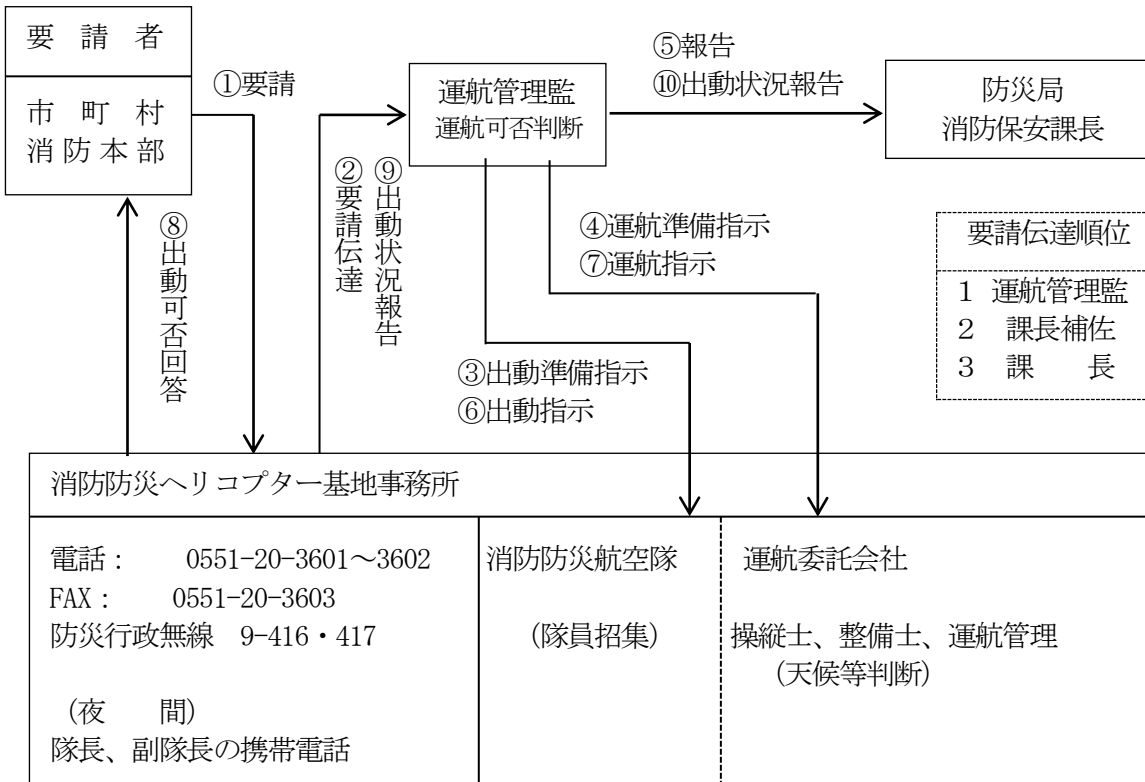 要 請 者
市 町 村
消 防 本 部
①要請
運航管理監
運航可否判断
⑤報告
⑩出動状況報告
防災局
消防保安課長
②要請伝達
⑨出動状況報告
⑧出動可否回答
④運航準備指示
⑦運航指示
③出動準備指示
⑥出動指示
要請伝達順位
1 運航管理監
2 課長補佐
3 課 長
消防防災ヘリコプター基地事務所
電話： 0551-20-3601～3602
FAX： 0551-20-3603
防災行政無線 9-416・417
（夜 間）
隊長、副隊長の携帯電話
消防防災航空隊
（隊員招集）
運航委託会社
操縦士、整備士、運航管理
（天候等判断）